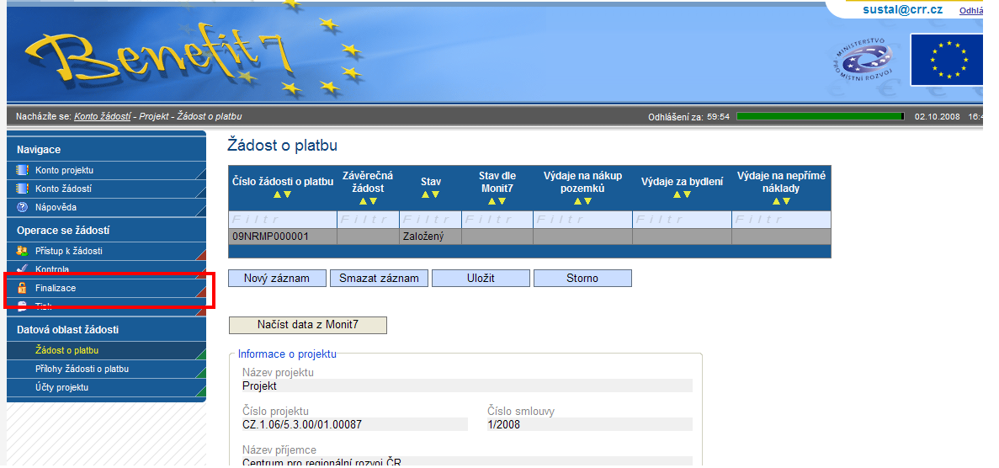 sustal@crr.cz Odhlá
Benefit7
MINISTERSTVO
PRO MÍSTNÍ ROZVOJ
Nacházíte se: Konto žádostí - Projekt - Žádost o platbu
Odhlášení za: 59:54
02.10.2008 16:4
Navigace
Konto projektu
Konto žádostí
Nápověda
Operace se žádostí
Přístup k žádosti
Kontrola
Finalizace
Tisk
Datová oblast žádosti
Žádost o platbu
Přílohy žádosti o platbu
Účty projektu
Žádost o platbu
Číslo žádosti o platbu
Závěrečná
žádost
Stav
Stav dle
Monit7
Výdaje na nákup
pozemků
Výdaje za bydlení
Výdaje na nepřímé
náklady
Filtr Filtr Filtr Filtr Filtr Filtr Filtr
09NRMP000001 Založený
Nový záznam Smazat záznam Uložit Storno
Načíst data z Monit7
Informace o projektu
Název projektu
Projekt
Číslo projektu Číslo smlouvy
CZ.1.06/5.3.00/01.00087 1/2008
Název příjemce
Centrum pro regionální rozvoj ČR